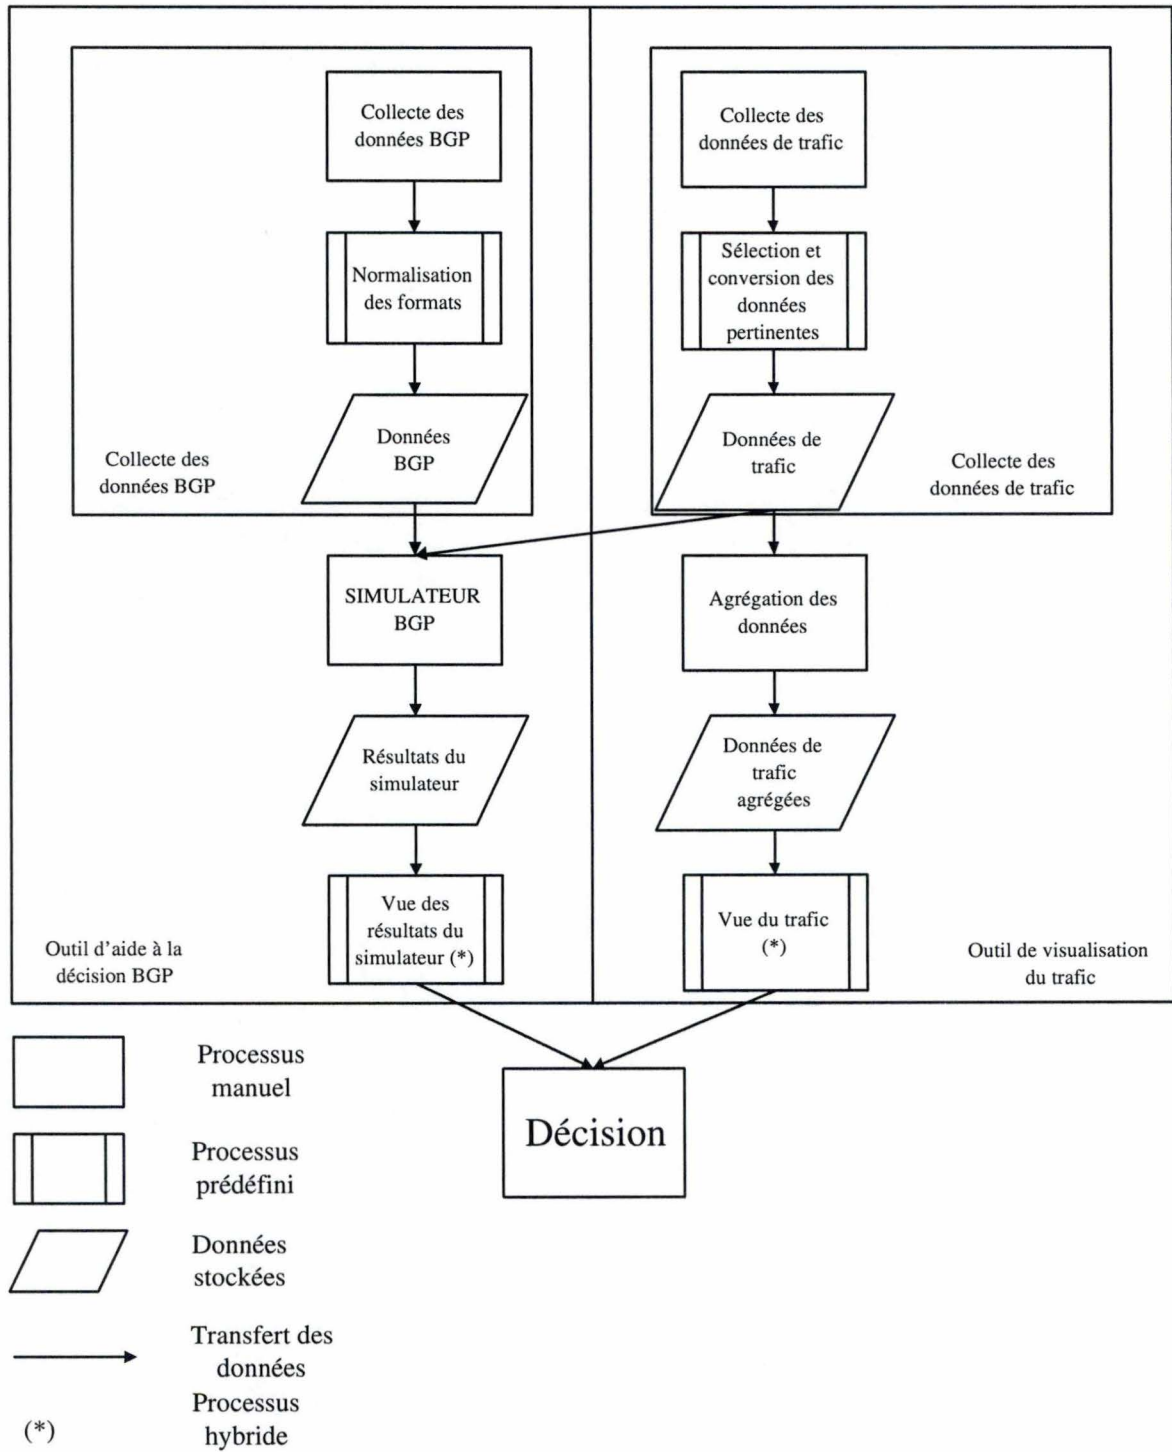 Collecte des
données BGP
Normalisation
des formats
Données
BGP
Collecte des
données BGP
SIMULATEUR
BGP
Résultats du
simulateur
Vue des
résultats du
simulateur (*)
Outil d'aide à la
décision BGP
Collecte des
données de trafic
Sélection et
conversion des
données
pertinentes
Données de
trafic
Collecte des
données de trafic
Agrégation des
données
Données de
trafic
agrégées
Vue du trafic
(*)
Outil de visualisation
du trafic
Décision
Processus
manuel
Processus
prédéfini
Données
stockées
Transfert des
données
(*) Processus
hybride